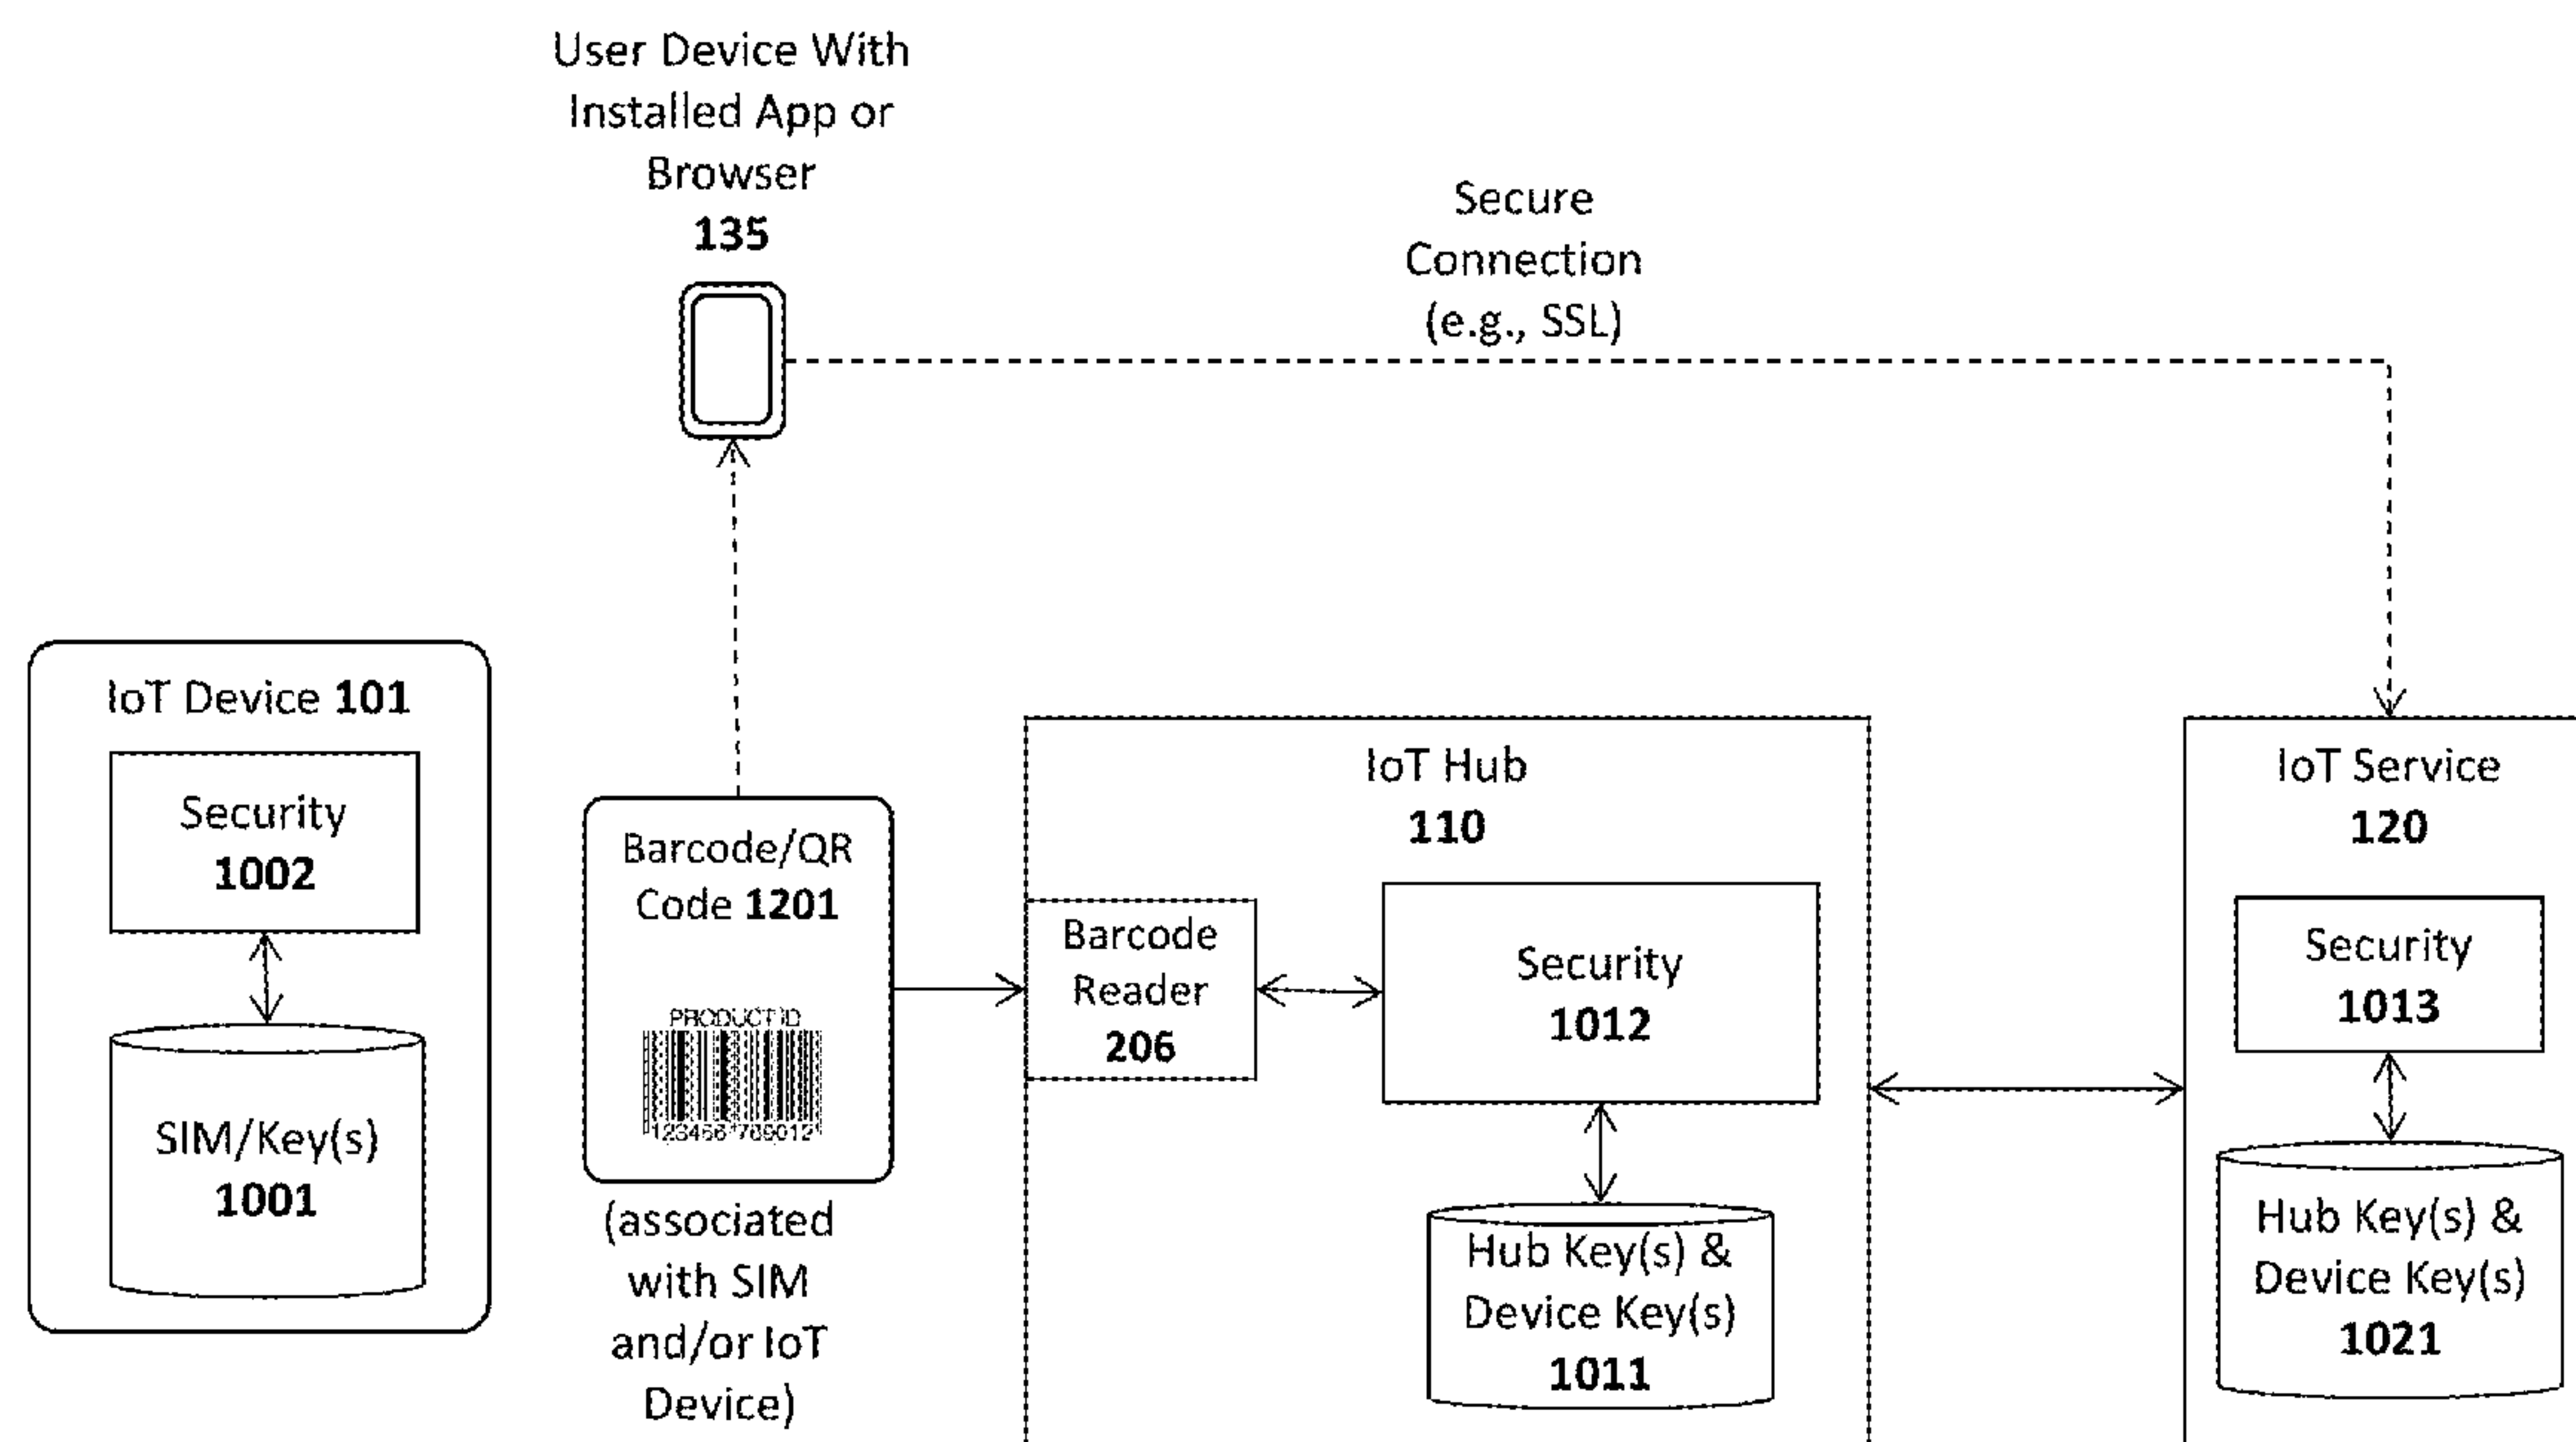 User Device With
Installed App or
Browser
135
Secure
Connection
(e.g., SSL)
IoT Device 101
Security
1002
SIM/Key(s)
1001
Barcode/QR
Code 1201
PRODUCT ID
123456 789012
(associated
with SIM
and/or IoT
Device)
IoT Hub
110
Barcode
Reader
206
Security
1012
Hub Key(s) &
Device Key(s)
1011
IoT Service
120
Security
1013
Hub Key(s) &
Device Key(s)
1021